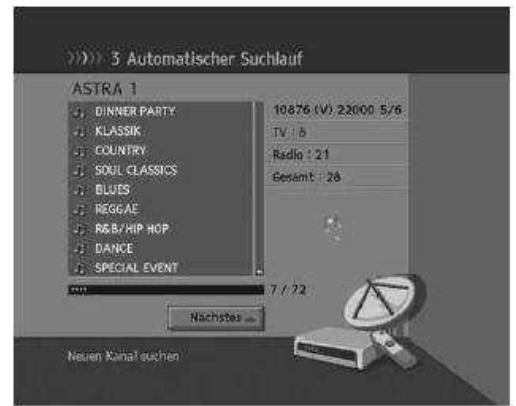 ))))) 3 Automatischer Suchlauf
ASTRA 1
DINNER PARTY
KLASSIK
COUNTRY
SOUL CLASSICS
BLUES
REGGAE
R&B/HIP HOP
DANCE
SPECIAL EVENT
10876 (V) 22000 5/6
TV : 6
Radio : 21
Gesamt : 28
7 / 72
Nächstes
Neuen Kanal suchen